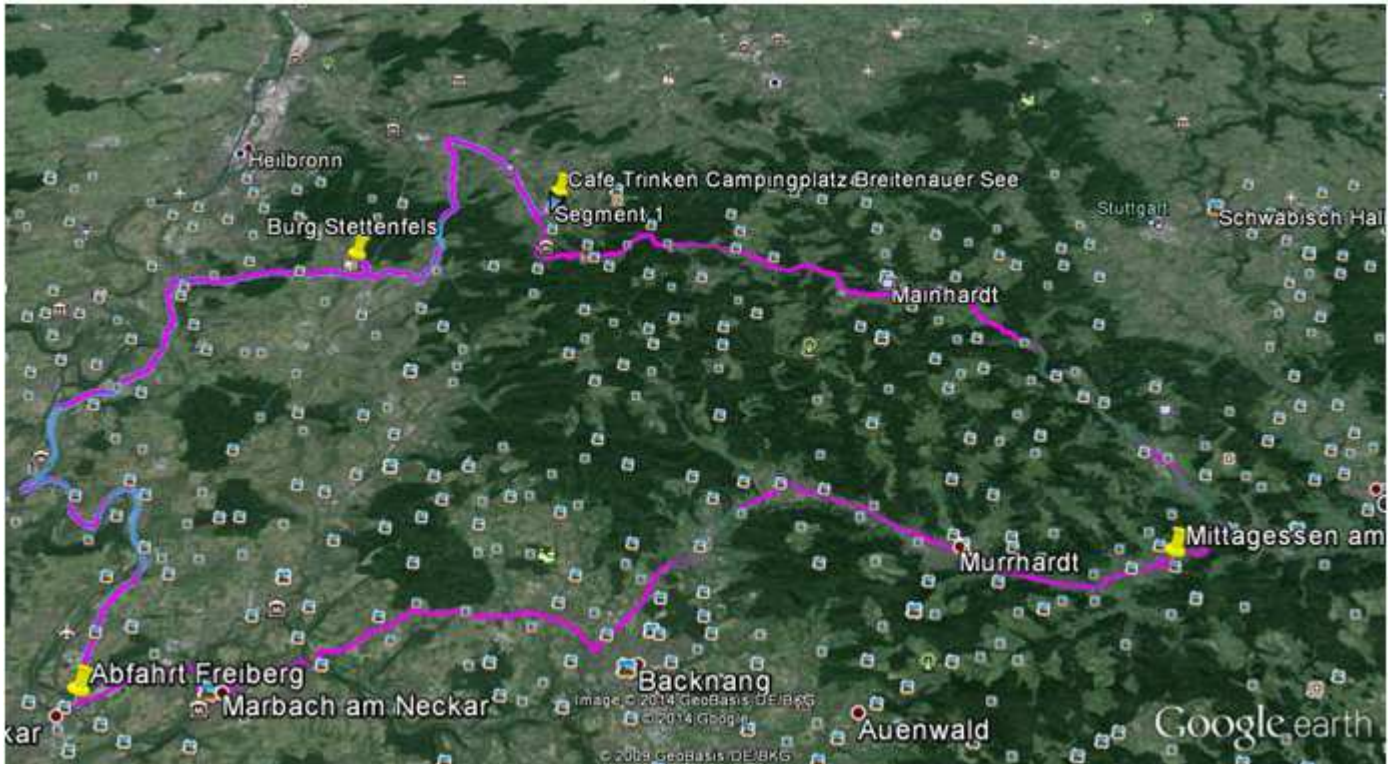 Heilbronn
Cafe Trinken Campingplatz Breitenauer See
Segment 1
Stuttgart
Schwäbisch Hall
Burg Stettenfels
Mainhardt
Mittagessen am
Murrhardt
Abfahrt Freiberg
Marbach am Neckar
Backnang
Image © 2014 GeoBasis-DE/BKG
© 2014 Google
Auenwald
Google earth
kar
© 2009 GeoBasis-DE/BKG